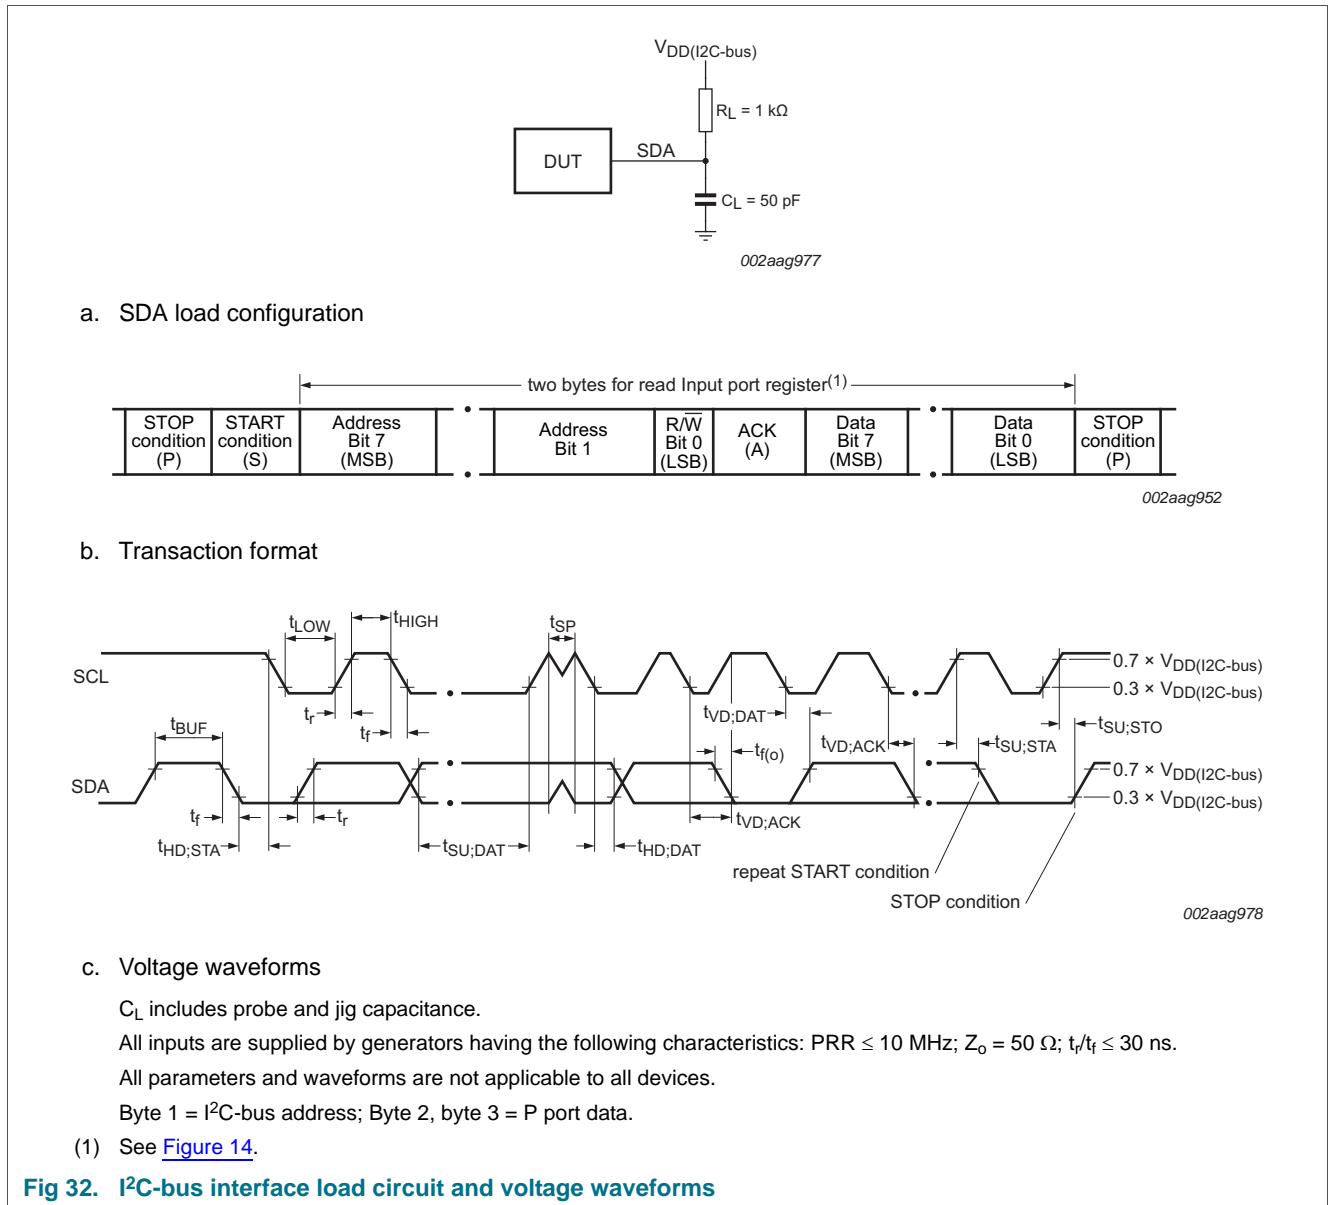 VDD(I2C-bus)
RL = 1 kΩ
DUT
SDA
CL = 50 pF
002aag977
a. SDA load configuration
two bytes for read Input port register(1)
STOP condition (P)
START condition (S)
Address Bit 7 (MSB)
Address Bit 1
R/W̅ Bit 0 (LSB)
ACK (A)
Data Bit 7 (MSB)
Data Bit 0 (LSB)
STOP condition (P)
002aag952
b. Transaction format
tLOW
tHIGH
tSP
SCL
0.7 × VDD(I2C-bus)
0.3 × VDD(I2C-bus)
tr
tf
tBUF
tVD;DAT
tf(o)
tVD;ACK
tSU;STA
tSU;STO
SDA
0.7 × VDD(I2C-bus)
0.3 × VDD(I2C-bus)
tf
tr
tVD;ACK
tHD;STA
tSU;DAT
tHD;DAT
repeat START condition
STOP condition
002aag978
c. Voltage waveforms
CL includes probe and jig capacitance.
All inputs are supplied by generators having the following characteristics: PRR ≤ 10 MHz; Zo = 50 Ω; tr/tf ≤ 30 ns.
All parameters and waveforms are not applicable to all devices.
Byte 1 = I²C-bus address; Byte 2, byte 3 = P port data.
(1) See Figure 14.
Fig 32. I²C-bus interface load circuit and voltage waveforms